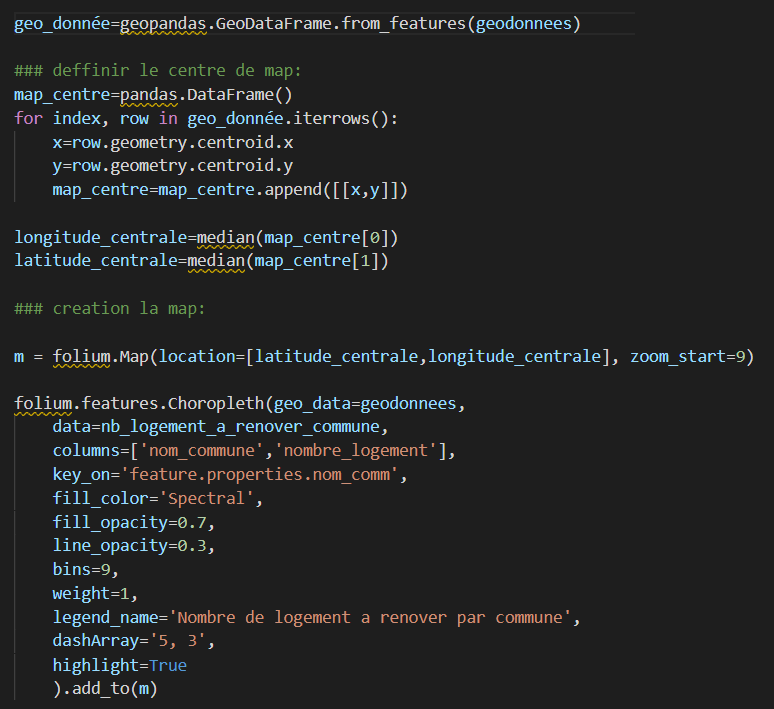 geo_donnée=geopandas.GeoDataFrame.from_features(geodonnees)
### deffinir le centre de map:
map_centre=pandas.DataFrame()
for index, row in geo_donnée.iterrows():
    x=row.geometry.centroid.x
    y=row.geometry.centroid.y
    map_centre=map_centre.append([[x,y]])
longitude_centrale=median(map_centre[0])
latitude_centrale=median(map_centre[1])
### creation la map:
m = folium.Map(location=[latitude_centrale,longitude_centrale], zoom_start=9)
folium.features.Choropleth(geo_data=geodonnees,
    data=nb_logement_a_renover_commune,
    columns=['nom_commune','nombre_logement'],
    key_on='feature.properties.nom_comm',
    fill_color='Spectral',
    fill_opacity=0.7,
    line_opacity=0.3,
    bins=9,
    weight=1,
    legend_name='Nombre de logement a renover par commune',
    dashArray='5, 3',
    highlight=True
    ).add_to(m)